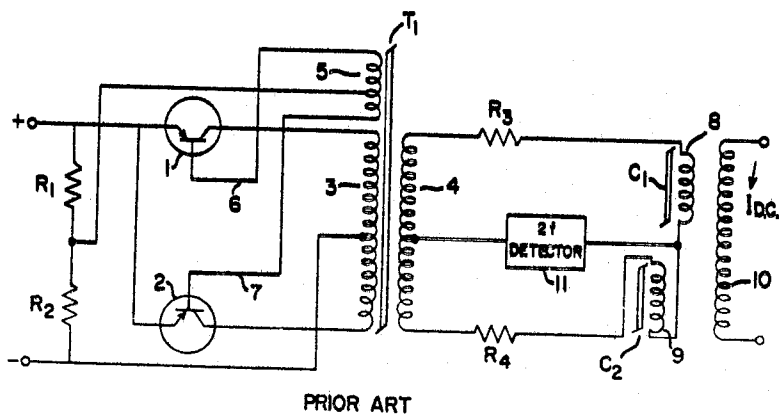 T1
5
R3
8
+
1
6
3
4
C1
I D.C.
R1
2f
DETECTOR
11
2
7
10
R2
R4
C2
9
-
PRIOR ART